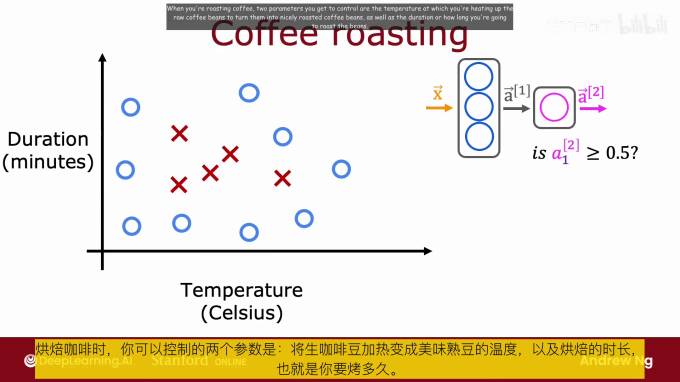 When you're roasting coffee, two parameters you get to control are the temperature at which you're heating up the
raw coffee beans to turn them into nicely roasted coffee beans, as well as the duration or how long you're going
to roast the beans.
Coffee roasting
bilibili
Duration
(minutes)
x a[1] a[2]
is a1[2] ≥ 0.5?
Temperature
(Celsius)
DeepLearning.AI Stanford ONLINE Andrew Ng
烘焙咖啡时，你可以控制的两个参数是：将生咖啡豆加热变成美味熟豆的温度，以及烘焙的时长，
也就是你要烤多久。